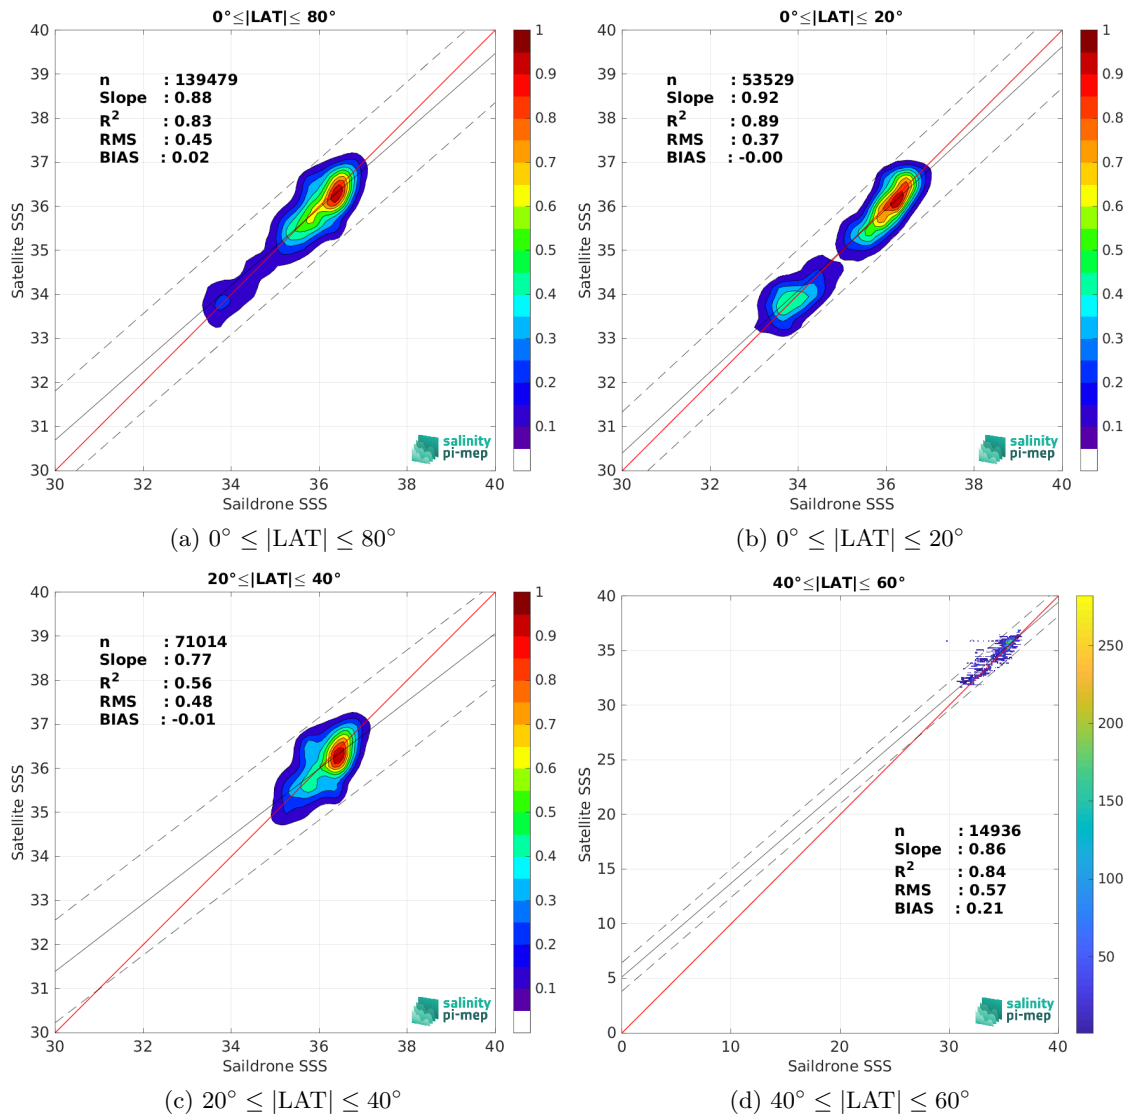 0°≤|LAT|≤ 80°
40
39
38
37
36
35
34
33
32
31
30
30 32 34 36 38 40
Satellite SSS
Saildrone SSS
n : 139479
Slope : 0.88
R² : 0.83
RMS : 0.45
BIAS : 0.02
salinity
pi-mep
1
0.9
0.8
0.7
0.6
0.5
0.4
0.3
0.2
0.1
(a) 0° ≤ |LAT| ≤ 80°
0°≤|LAT|≤ 20°
40
39
38
37
36
35
34
33
32
31
30
30 32 34 36 38 40
Satellite SSS
Saildrone SSS
n : 53529
Slope : 0.92
R² : 0.89
RMS : 0.37
BIAS : -0.00
salinity
pi-mep
1
0.9
0.8
0.7
0.6
0.5
0.4
0.3
0.2
0.1
(b) 0° ≤ |LAT| ≤ 20°
20°≤|LAT|≤ 40°
40
39
38
37
36
35
34
33
32
31
30
30 32 34 36 38 40
Satellite SSS
Saildrone SSS
n : 71014
Slope : 0.77
R² : 0.56
RMS : 0.48
BIAS : -0.01
salinity
pi-mep
1
0.9
0.8
0.7
0.6
0.5
0.4
0.3
0.2
0.1
(c) 20° ≤ |LAT| ≤ 40°
40°≤|LAT|≤ 60°
40
35
30
25
20
15
10
5
0
0 10 20 30 40
Satellite SSS
Saildrone SSS
n : 14936
Slope : 0.86
R² : 0.84
RMS : 0.57
BIAS : 0.21
salinity
pi-mep
250
200
150
100
50
(d) 40° ≤ |LAT| ≤ 60°